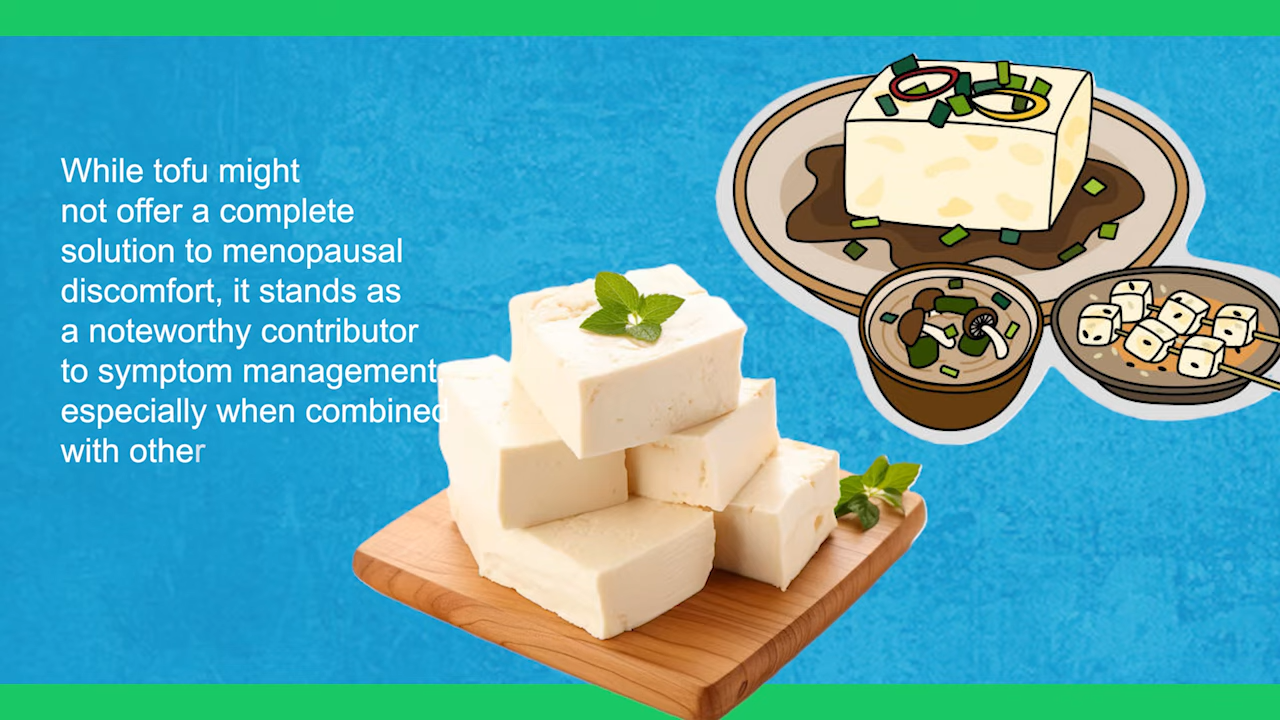 While tofu might
not offer a complete
solution to menopausal
discomfort, it stands as
a noteworthy contributor
to symptom management,
especially when combined
with other